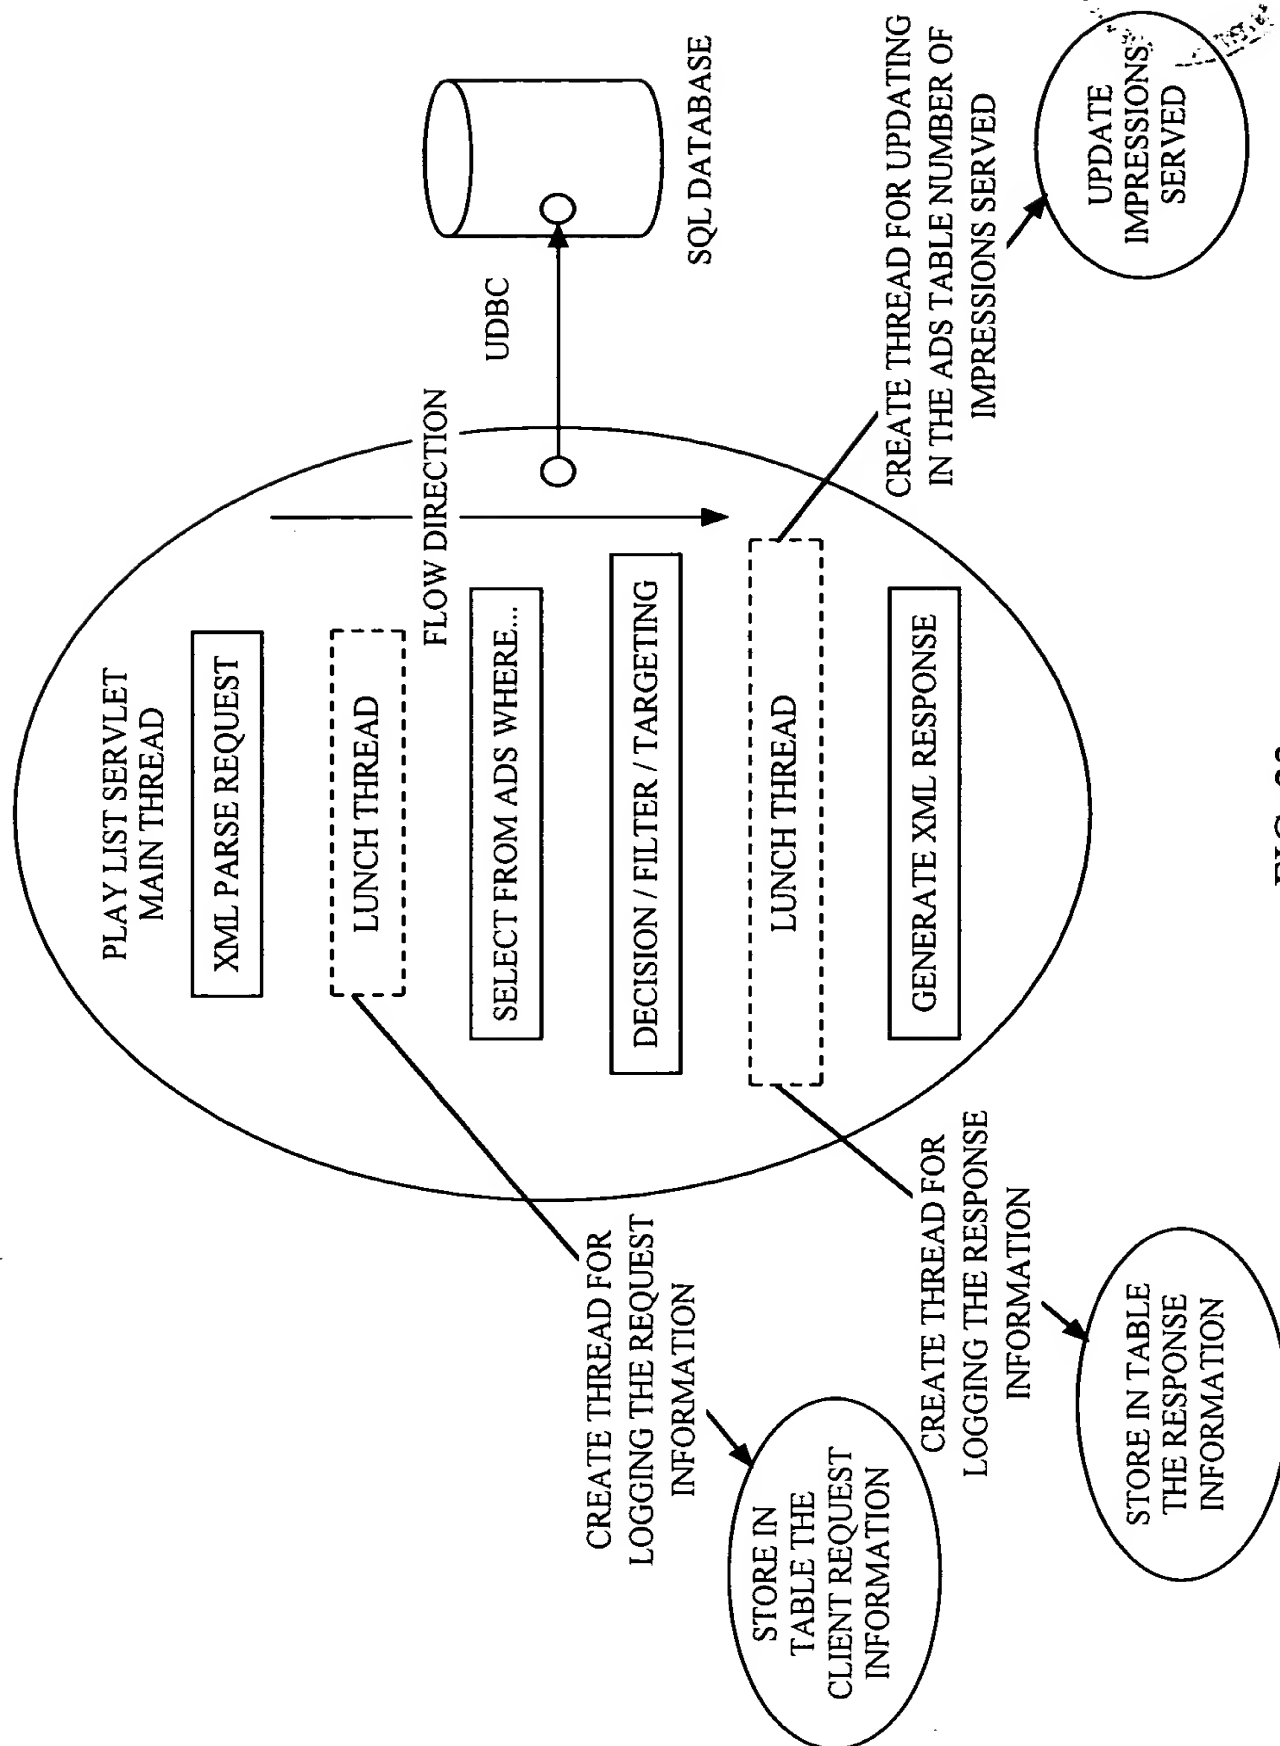 PLAY LIST SERVLET
MAIN THREAD
XML PARSE REQUEST
LUNCH THREAD
FLOW DIRECTION
SELECT FROM ADS WHERE...
DECISION / FILTER / TARGETING
LUNCH THREAD
GENERATE XML RESPONSE
UDBC
SQL DATABASE
CREATE THREAD FOR
LOGGING THE REQUEST
INFORMATION
STORE IN
TABLE THE
CLIENT REQUEST
INFORMATION
CREATE THREAD FOR
LOGGING THE RESPONSE
INFORMATION
STORE IN TABLE
THE RESPONSE
INFORMATION
CREATE THREAD FOR UPDATING
IN THE ADS TABLE NUMBER OF
IMPRESSIONS SERVED
UPDATE
IMPRESSIONS
SERVED